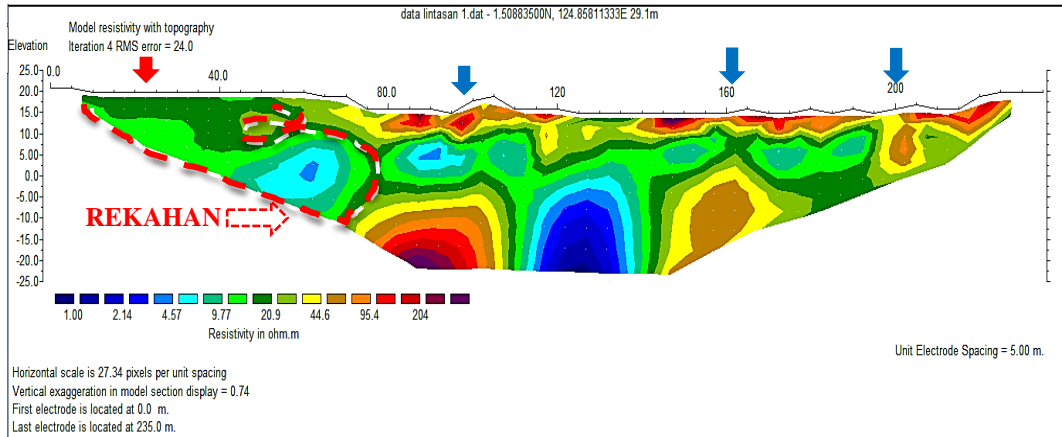 data lintasan 1.dat - 1.50883500N, 124.85811333E 29.1m
Model resistivity with topography
Elevation
Iteration 4 RMS error = 24.0
25.0
0.0
40.0
80.0
120
160
200
20.0
15.0
10.0
5.00
0.0
-5.00
-10.0
-15.0
-20.0
-25.0
REKAHAN
1.00 2.14 4.57 9.77 20.9 44.6 95.4 204
Resistivity in ohm.m
Unit Electrode Spacing = 5.00 m.
Horizontal scale is 27.34 pixels per unit spacing
Vertical exaggeration in model section display = 0.74
First electrode is located at 0.0 m.
Last electrode is located at 235.0 m.